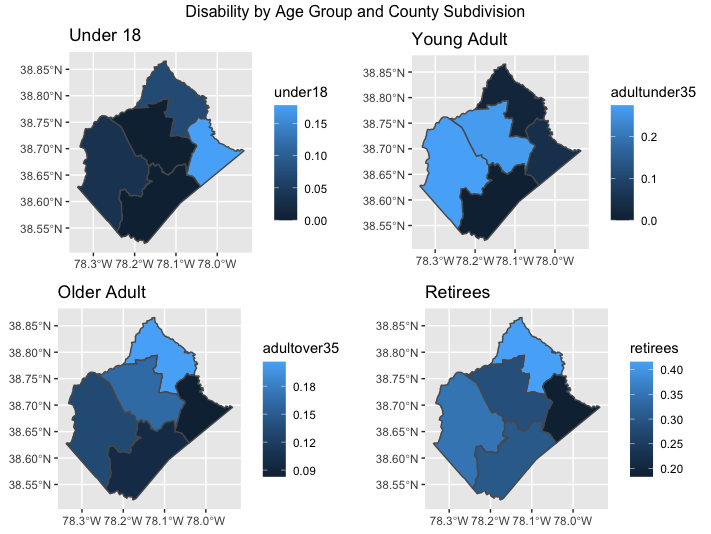 Disability by Age Group and County Subdivision
Under 18
38.85°N
38.80°N
38.75°N
38.70°N
38.65°N
38.60°N
38.55°N
78.3°W 78.2°W 78.1°W 78.0°W
under18
0.15
0.10
0.05
0.00
Young Adult
38.85°N
38.80°N
38.75°N
38.70°N
38.65°N
38.60°N
38.55°N
78.3°W 78.2°W 78.1°W 78.0°W
adultunder35
0.2
0.1
0.0
Older Adult
38.85°N
38.80°N
38.75°N
38.70°N
38.65°N
38.60°N
38.55°N
78.3°W 78.2°W 78.1°W 78.0°W
adultover35
0.18
0.15
0.12
0.09
Retirees
38.85°N
38.80°N
38.75°N
38.70°N
38.65°N
38.60°N
38.55°N
78.3°W 78.2°W 78.1°W 78.0°W
retirees
0.40
0.35
0.30
0.25
0.20